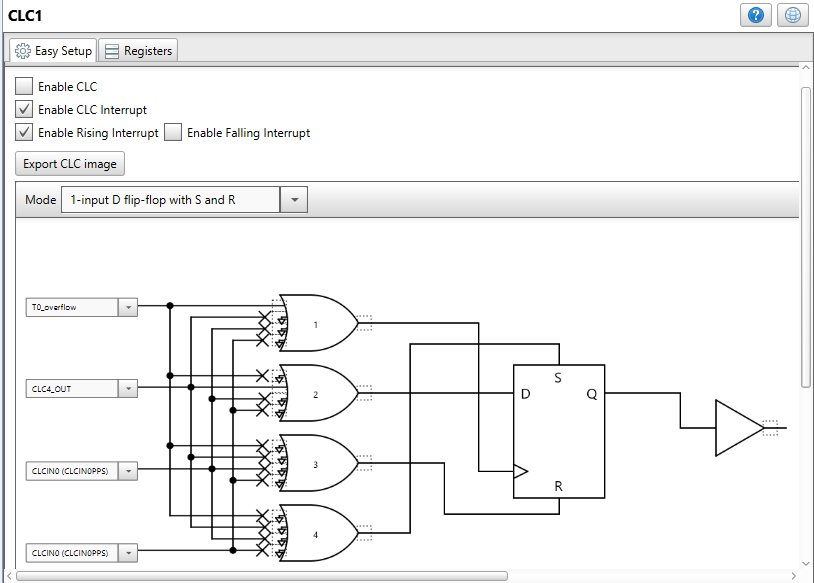 CLC1
Easy Setup Registers
Enable CLC
Enable CLC Interrupt
Enable Rising Interrupt Enable Falling Interrupt
Export CLC image
Mode 1-input D flip-flop with S and R
T0_overflow
1
CLC4_OUT
2
S
D Q
CLCIN0 (CLCIN0PPS)
3
R
4
CLCIN0 (CLCIN0PPS)